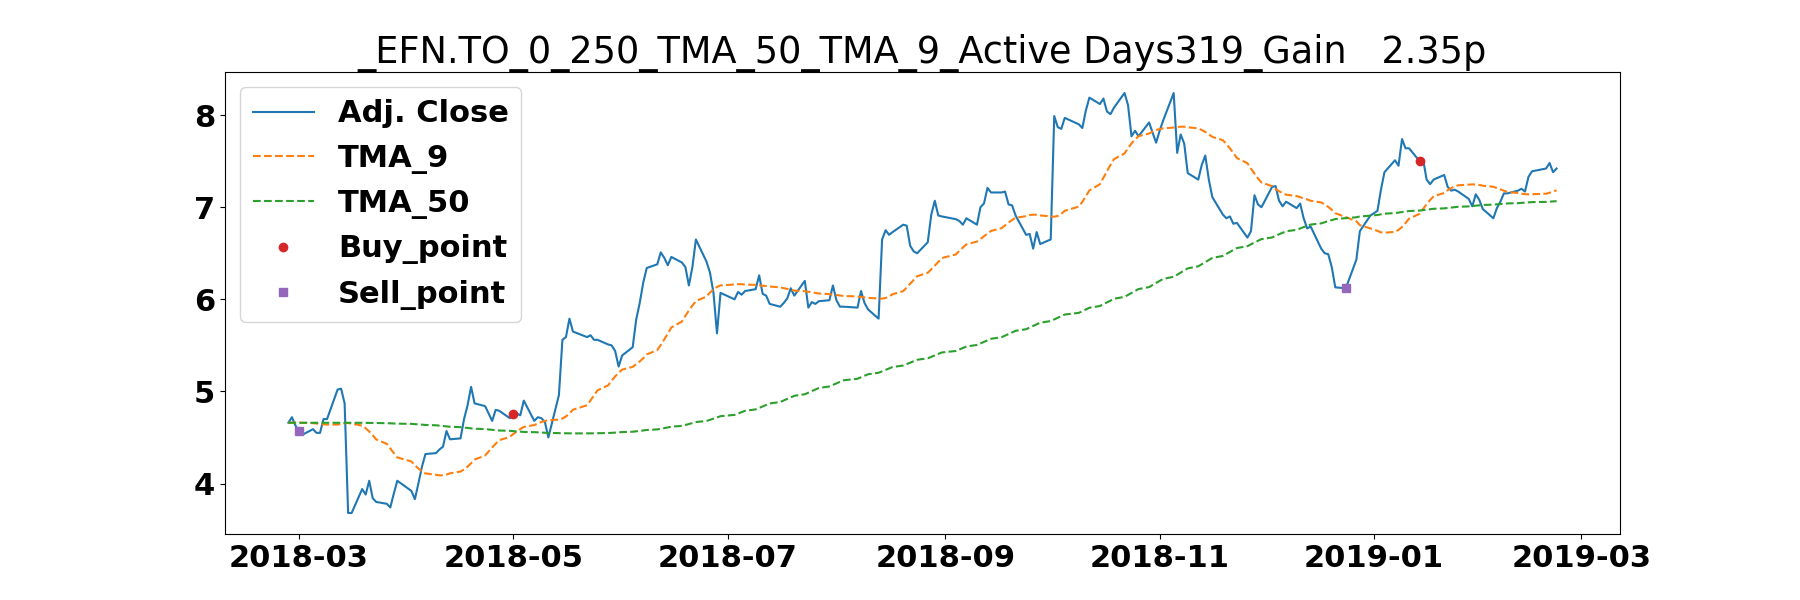 _EFN.TO_0_250_TMA_50_TMA_9_Active Days319_Gain   2.35p
Adj. Close
TMA_9
TMA_50
Buy_point
Sell_point
8
7
6
5
4
2018-03 2018-05 2018-07 2018-09 2018-11 2019-01 2019-03